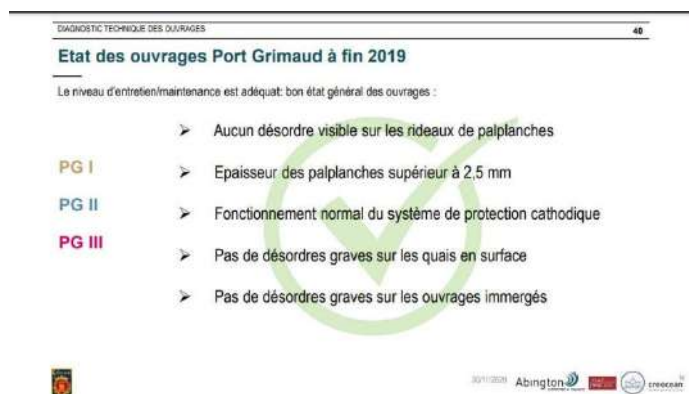 DIAGNOSTIC TECHNIQUE DES OUVRAGES
40
Etat des ouvrages Port Grimaud à fin 2019
Le niveau d'entretien/maintenance est adéquat: bon état général des ouvrages :
➢ Aucun désordre visible sur les rideaux de palplanches
PG I
➢ Epaisseur des palplanches supérieur à 2,5 mm
PG II
➢ Fonctionnement normal du système de protection cathodique
PG III
➢ Pas de désordres graves sur les quais en surface
➢ Pas de désordres graves sur les ouvrages immergés
Abington
creocean